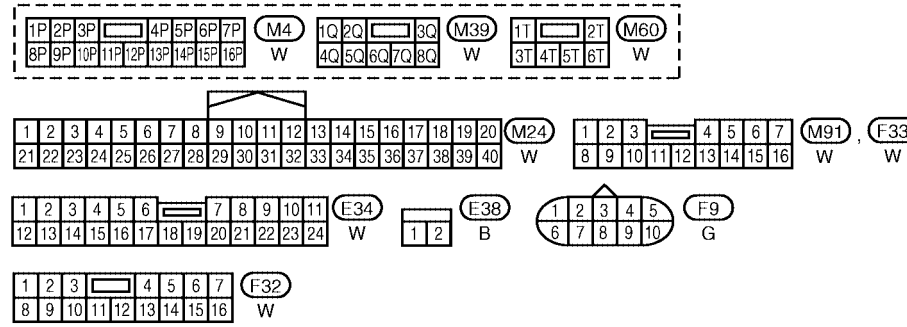 1P 2P 3P 4P 5P 6P 7P M4
8P 9P 10P 11P 12P 13P 14P 15P 16P W
1Q 2Q 3Q M39
4Q 5Q 6Q 7Q 8Q W
1T 2T M60
3T 4T 5T 6T W
1 2 3 4 5 6 7 8 9 10 11 12 13 14 15 16 17 18 19 20 M24
21 22 23 24 25 26 27 28 29 30 31 32 33 34 35 36 37 38 39 40 W
1 2 3 4 5 6 7 M91 , F33
8 9 10 11 12 13 14 15 16 W W
1 2 3 4 5 6 7 8 9 10 11 E34
12 13 14 15 16 17 18 19 20 21 22 23 24 W
E38
1 2 B
1 2 3 4 5 F9
6 7 8 9 10 G
1 2 3 4 5 6 7 F32
8 9 10 11 12 13 14 15 16 W